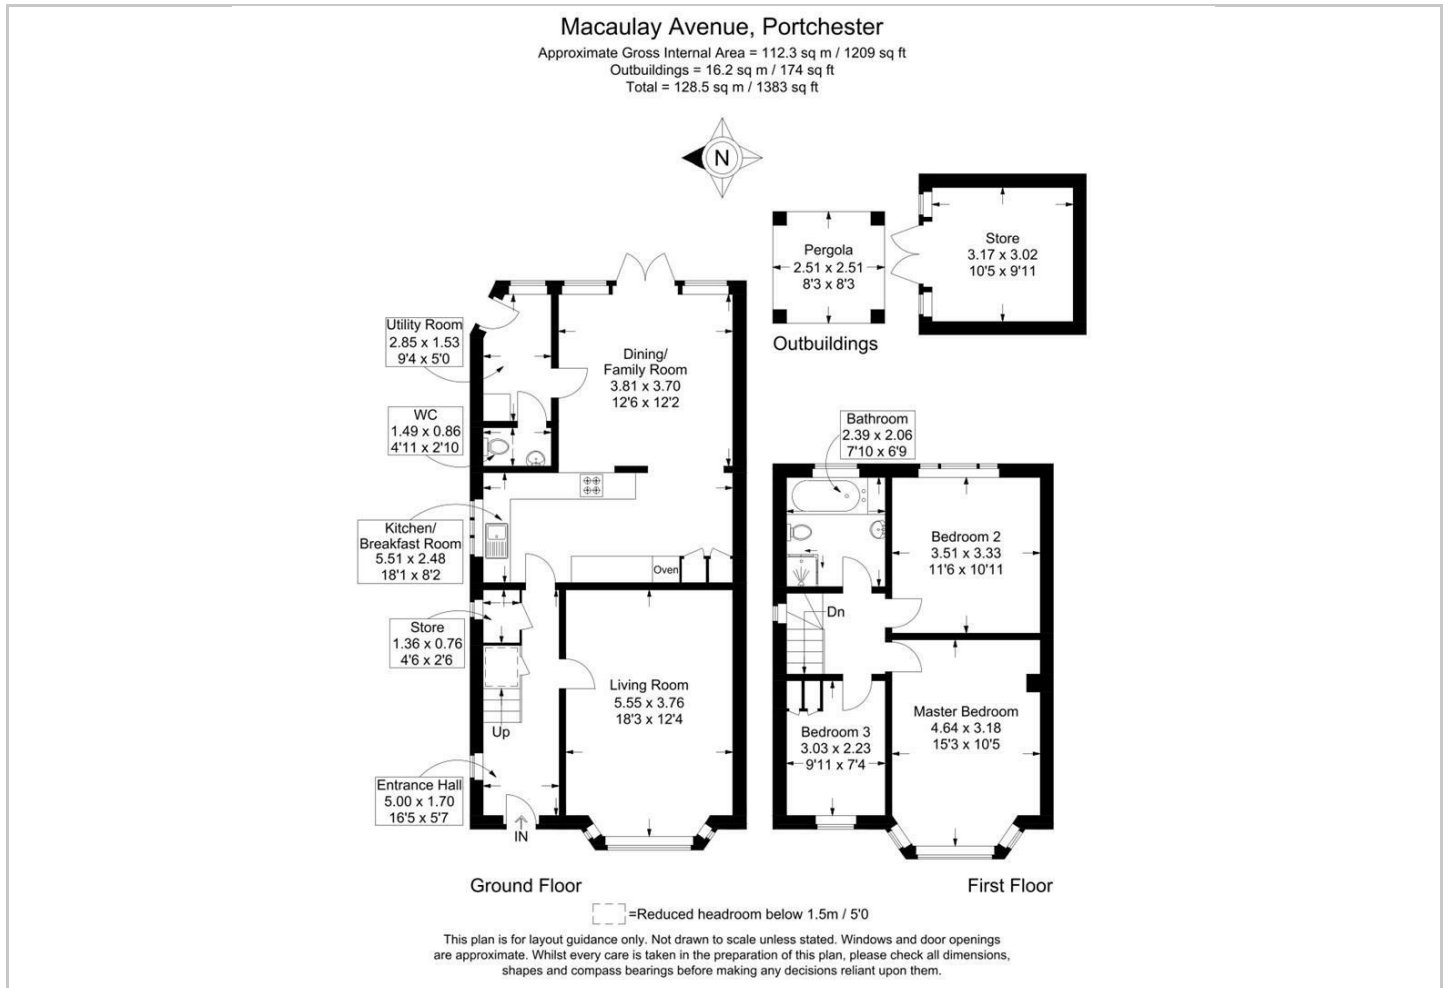 Macaulay Avenue, Portchester
Approximate Gross Internal Area = 112.3 sq m / 1209 sq ft
Outbuildings = 16.2 sq m / 174 sq ft
Total = 128.5 sq m / 1383 sq ft
N
Pergola
2.51 x 2.51
8'3 x 8'3
Store
3.17 x 3.02
10'5 x 9'11
Outbuildings
Utility Room
2.85 x 1.53
9'4 x 5'0
Dining/
Family Room
3.81 x 3.70
12'6 x 12'2
WC
1.49 x 0.86
4'11 x 2'10
Kitchen/
Breakfast Room
5.51 x 2.48
18'1 x 8'2
Oven
Store
1.36 x 0.76
4'6 x 2'6
Living Room
5.55 x 3.76
18'3 x 12'4
Up
Entrance Hall
5.00 x 1.70
16'5 x 5'7
IN
Ground Floor
Bathroom
2.39 x 2.06
7'10 x 6'9
Bedroom 2
3.51 x 3.33
11'6 x 10'11
Dn
Master Bedroom
4.64 x 3.18
15'3 x 10'5
Bedroom 3
3.03 x 2.23
9'11 x 7'4
First Floor
=Reduced headroom below 1.5m / 5'0
This plan is for layout guidance only. Not drawn to scale unless stated. Windows and door openings
are approximate. Whilst every care is taken in the preparation of this plan, please check all dimensions,
shapes and compass bearings before making any decisions reliant upon them.